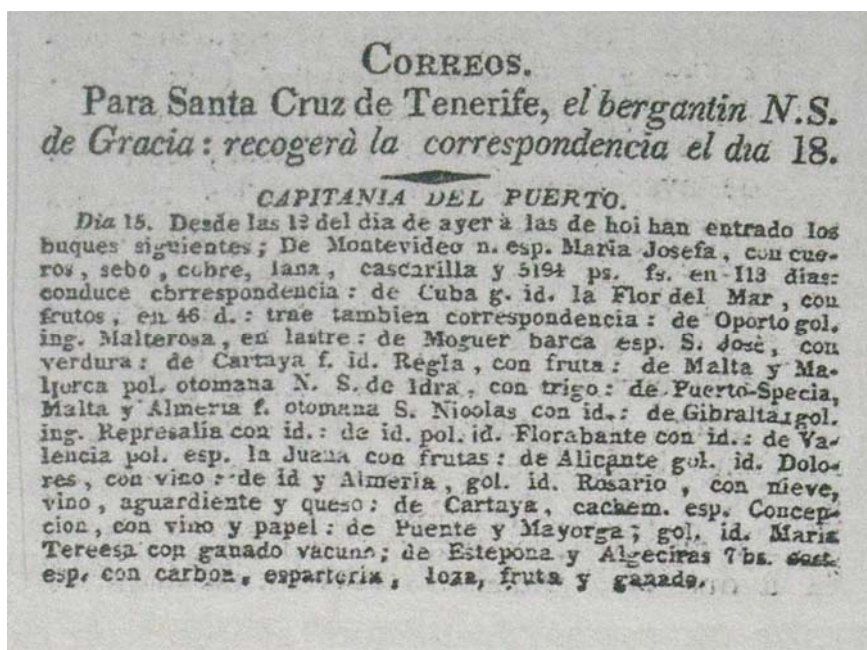 CORREOS.
Para Santa Cruz de Tenerife, el bergantin N.S.
de Gracia: recogerà la correspondencia el dia 18.
CAPITANIA DEL PUERTO.
Dia 15. Desde las 12 del dia de ayer à las de hoi han entrado los
buques siguientes; De Montevideo n. esp. Maria Josefa, con cue-
ros, sebo, cobre, lana, cascarilla y 5194 ps. fs. en 113 dias:
conduce cbrrespondencia: de Cuba g. id. la Flor del Mar, con
frutos, en 46 d.: trae tambien correspondencia: de Oporto gol.
ing. Malterosa, en lastre: de Moguer barca esp. S. Josè, con
verdura: de Cartaya f. id. Regla, con fruta: de Malta y Ma-
llorca pol. otomana N. S. de Idra, con trigo: de Puerto-Specia,
Malta y Almeria f. otomana S. Nicolas con id.: de Gibraltar gol.
ing. Represalia con id.: de id. pol. id. Florabante con id.: de Va-
lencia pol. esp. la Juana con frutas: de Alicante gol. id. Dolo-
res, con vino: de id y Almeria, gol. id. Rosario, con nieve,
vino, aguardiente y queso: de Cartaya, cachem. esp. Concep-
cion, con vino y papel: de Puente y Mayorga; gol. id. Maria
Tereesa con ganado vacuno; de Estepona y Algeciras 7 bs.
esp. con carbon, esparteria, loza, fruta y ganado.